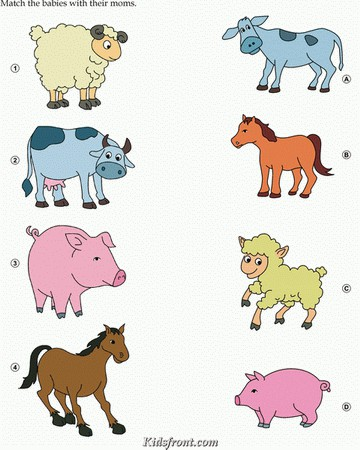 Match the babies with their moms.
1
A
2
B
3
C
4
D
Kidsfront.com